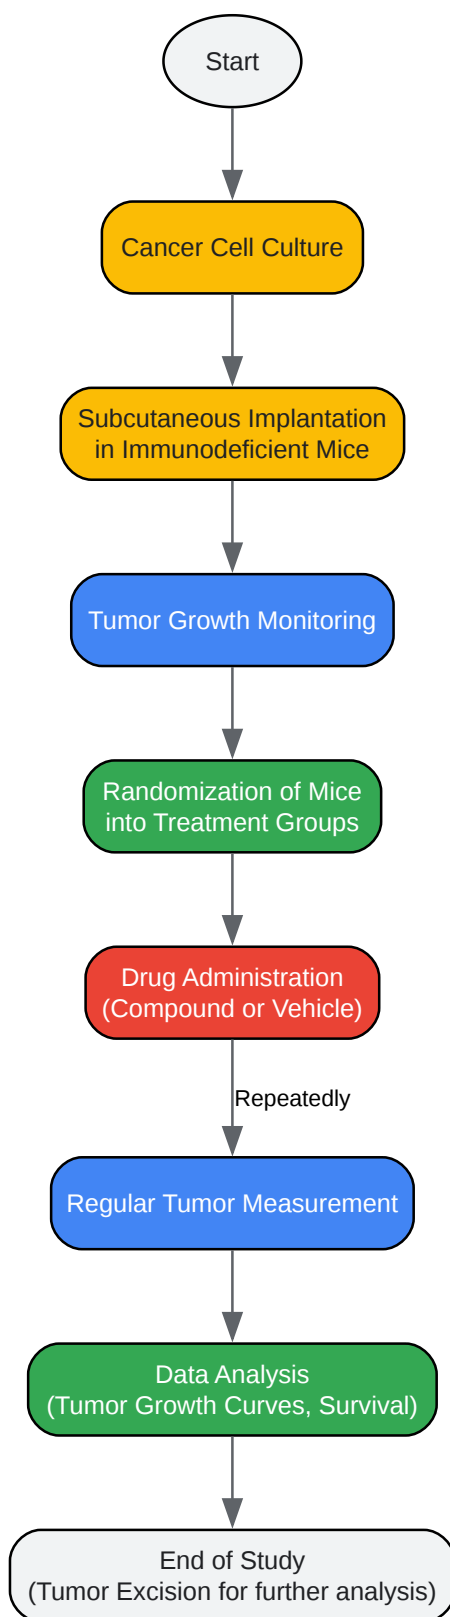 Start
Cancer Cell Culture
Subcutaneous Implantation
in Immunodeficient Mice
Tumor Growth Monitoring
Randomization of Mice
into Treatment Groups
Drug Administration
(Compound or Vehicle)
Repeatedly
Regular Tumor Measurement
Data Analysis
(Tumor Growth Curves, Survival)
End of Study
(Tumor Excision for further analysis)